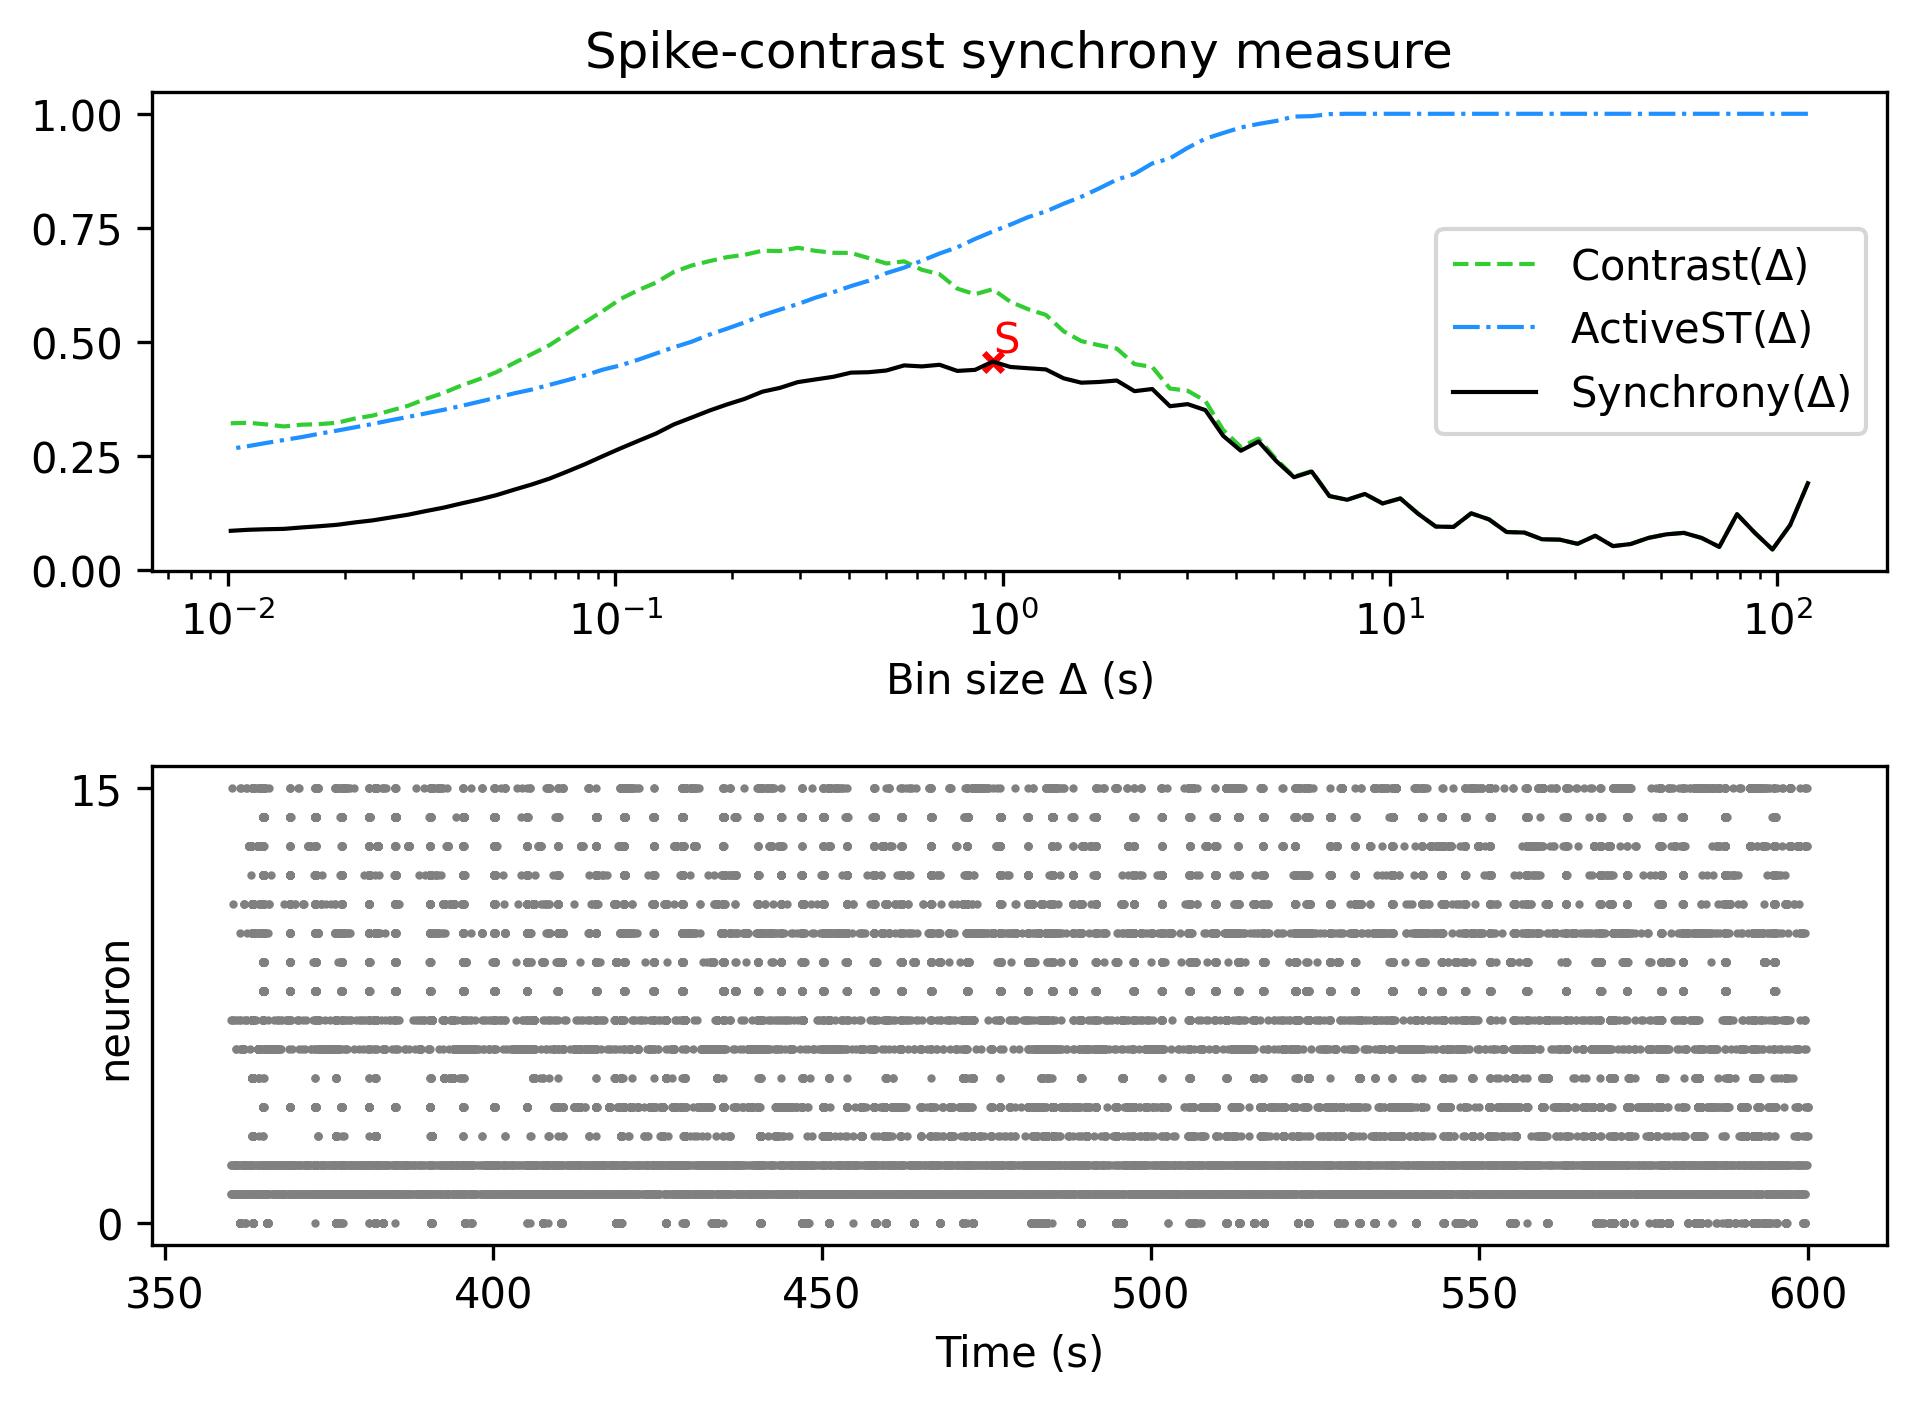 Spike-contrast synchrony measure
1.00
0.75
0.50
0.25
0.00
S
Contrast(Δ)
ActiveST(Δ)
Synchrony(Δ)
10⁻² 10⁻¹ 10⁰ 10¹ 10²
Bin size Δ (s)
15
0
neuron
350 400 450 500 550 600
Time (s)